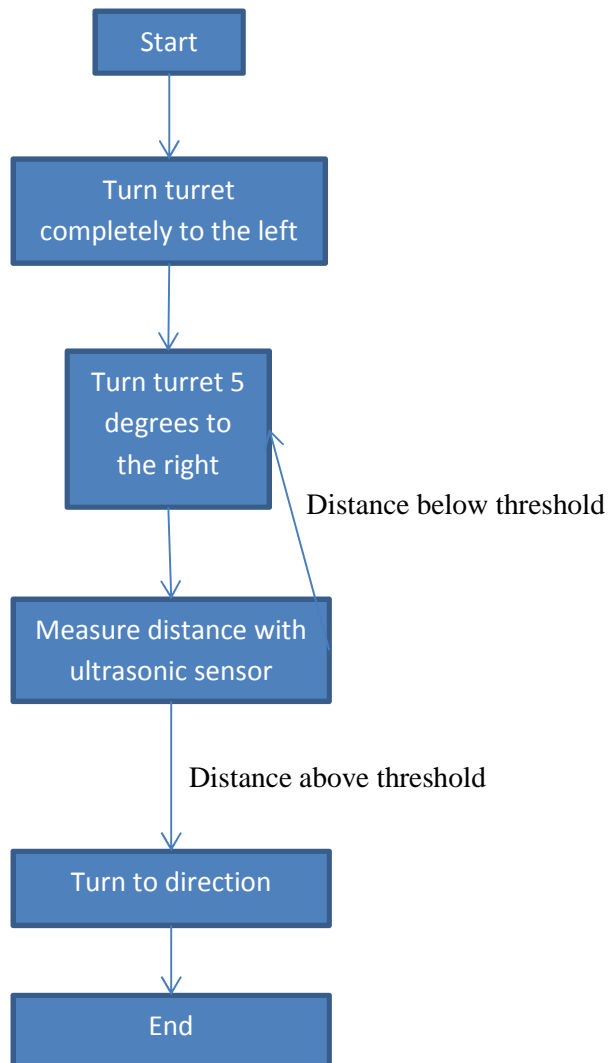 Start
Turn turret
completely to the left
Turn turret 5
degrees to
the right
Distance below threshold
Measure distance with
ultrasonic sensor
Distance above threshold
Turn to direction
End